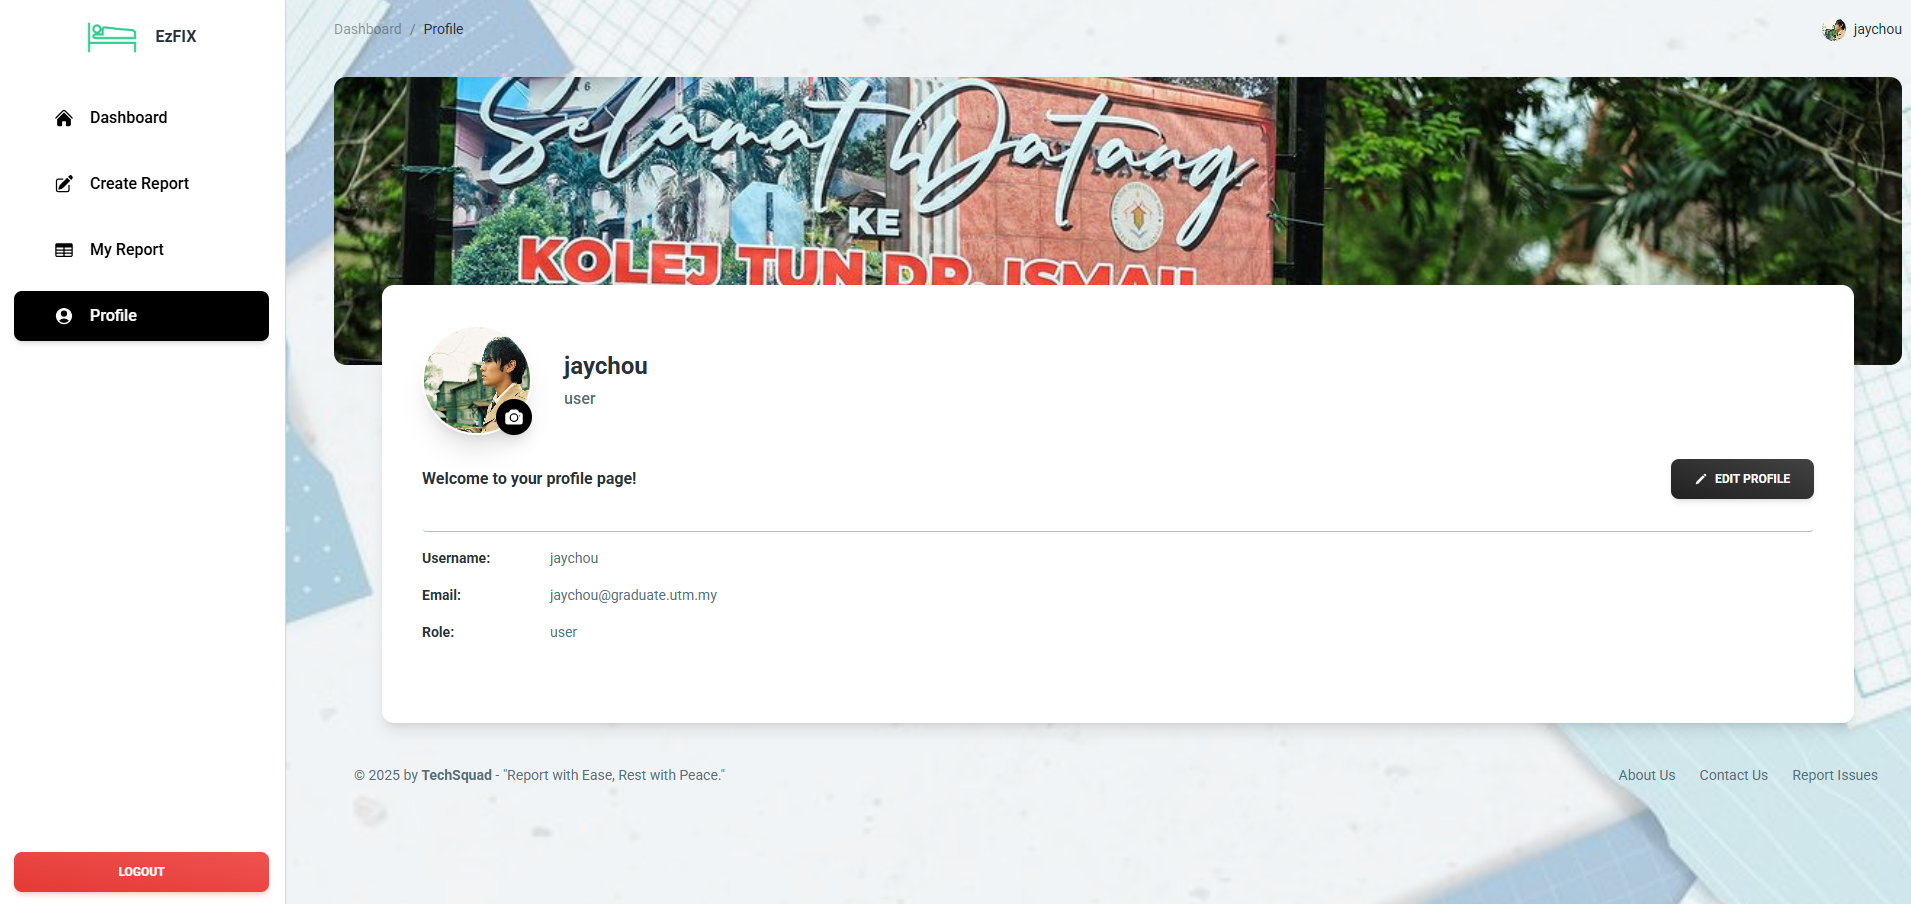 EzFIX
Dashboard
Create Report
My Report
Profile
LOGOUT
Dashboard / Profile
jaychou
Selamat Datang
KE
KOLEJ TUN DR. ISMAIL
jaychou
user
Welcome to your profile page!
EDIT PROFILE
Username: jaychou
Email: jaychou@graduate.utm.my
Role: user
© 2025 by TechSquad - "Report with Ease, Rest with Peace."
About Us Contact Us Report Issues